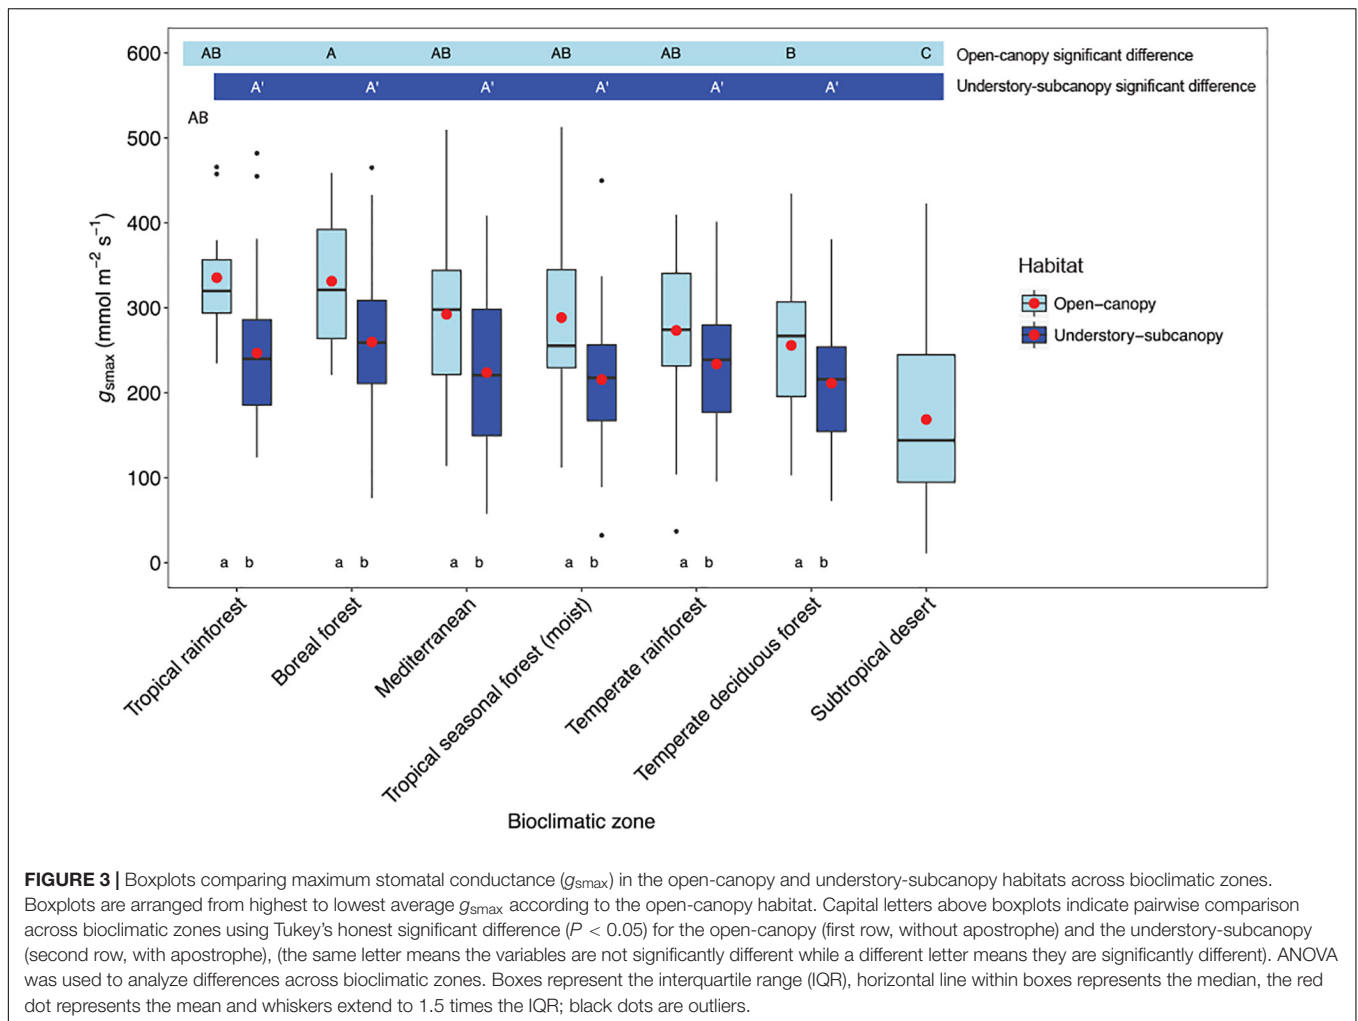 600
AB A AB AB AB B C
Open-canopy significant difference
A' A' A' A' A' A'
Understory-subcanopy significant difference
AB
500
400
300
200
100
0
gsmax (mmol m−2 s−1)
a b a b a b a b a b a b
Tropical rainforest
Boreal forest
Mediterranean
Tropical seasonal forest (moist)
Temperate rainforest
Temperate deciduous forest
Subtropical desert
Bioclimatic zone
Habitat
Open−canopy
Understory−subcanopy
FIGURE 3 | Boxplots comparing maximum stomatal conductance (gsmax) in the open-canopy and understory-subcanopy habitats across bioclimatic zones.
Boxplots are arranged from highest to lowest average gsmax according to the open-canopy habitat. Capital letters above boxplots indicate pairwise comparison
across bioclimatic zones using Tukey's honest significant difference (P < 0.05) for the open-canopy (first row, without apostrophe) and the understory-subcanopy
(second row, with apostrophe), (the same letter means the variables are not significantly different while a different letter means they are significantly different). ANOVA
was used to analyze differences across bioclimatic zones. Boxes represent the interquartile range (IQR), horizontal line within boxes represents the median, the red
dot represents the mean and whiskers extend to 1.5 times the IQR; black dots are outliers.